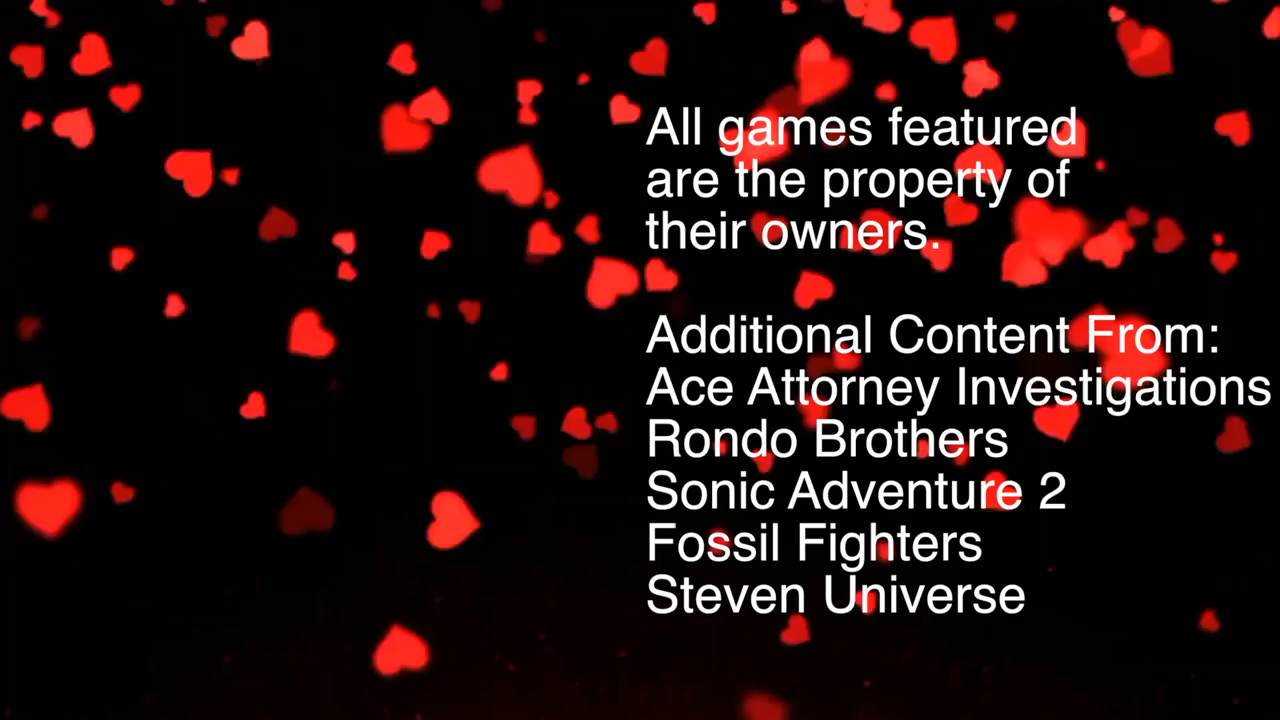 All games featured
are the property of
their owners.
Additional Content From:
Ace Attorney Investigations
Rondo Brothers
Sonic Adventure 2
Fossil Fighters
Steven Universe